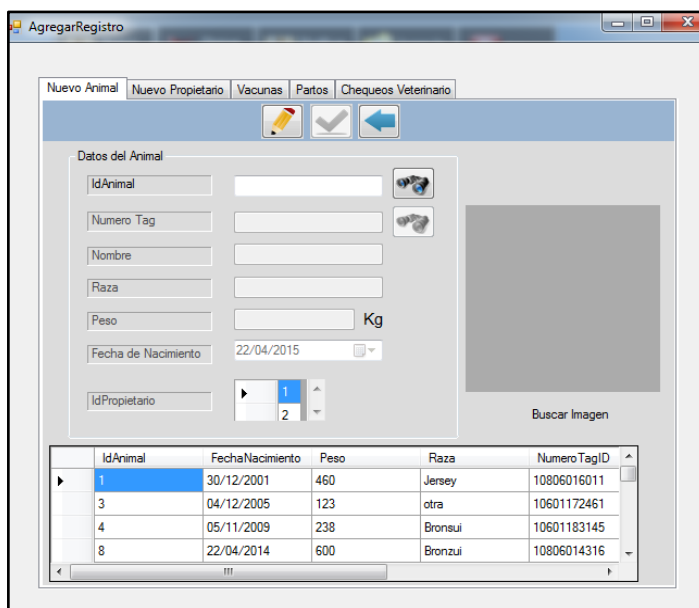 AgregarRegistro
Nuevo Animal Nuevo Propietario Vacunas Partos Chequeos Veterinario
Datos del Animal
IdAnimal
Numero Tag
Nombre
Raza
Peso Kg
Fecha de Nacimiento 22/04/2015
IdPropietario 1
2
Buscar Imagen
IdAnimal FechaNacimiento Peso Raza NumeroTagID
1 30/12/2001 460 Jersey 10806016011
3 04/12/2005 123 otra 10601172461
4 05/11/2009 238 Bronsui 10601183145
8 22/04/2014 600 Bronzui 10806014316